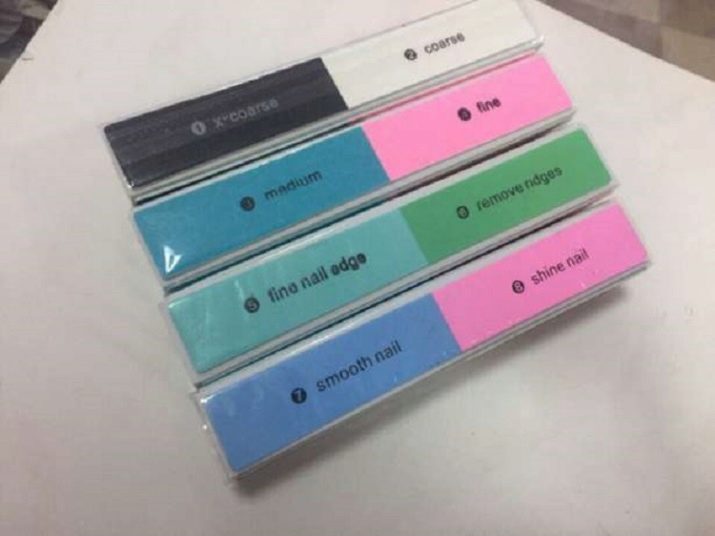 1 x-coarse
2 coarse
3 medium
4 fine
5 fine nail edge
6 remove ridges
7 smooth nail
8 shine nail